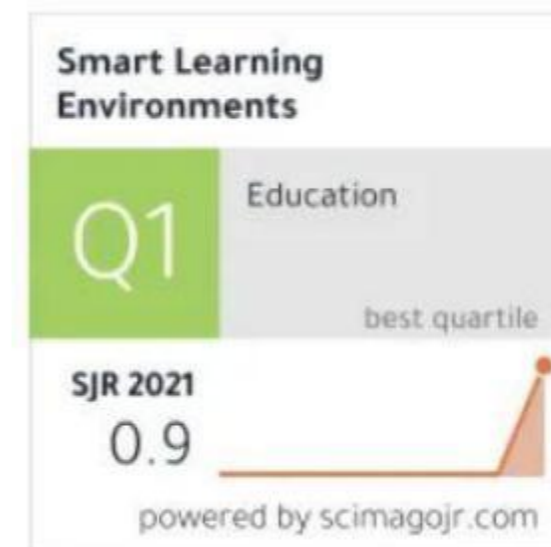 Smart Learning
Environments
Q1
Education
best quartile
SJR 2021
0.9
powered by scimagojr.com